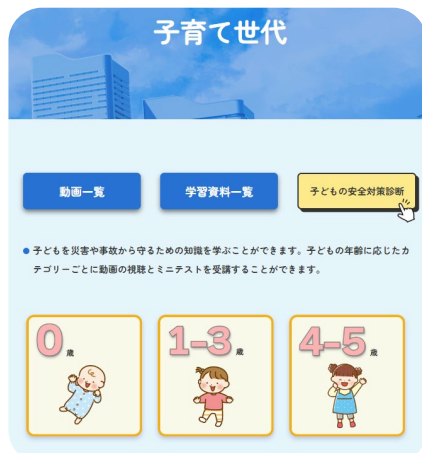 子育て世代
動画一覧
学習資料一覧
子どもの安全対策診断
子どもを災害や事故から守るための知識を学ぶことができます。子どもの年齢に応じたカ
テゴリーごとに動画の視聴とミニテストを受講することができます。
0歳
1-3歳
4-5歳